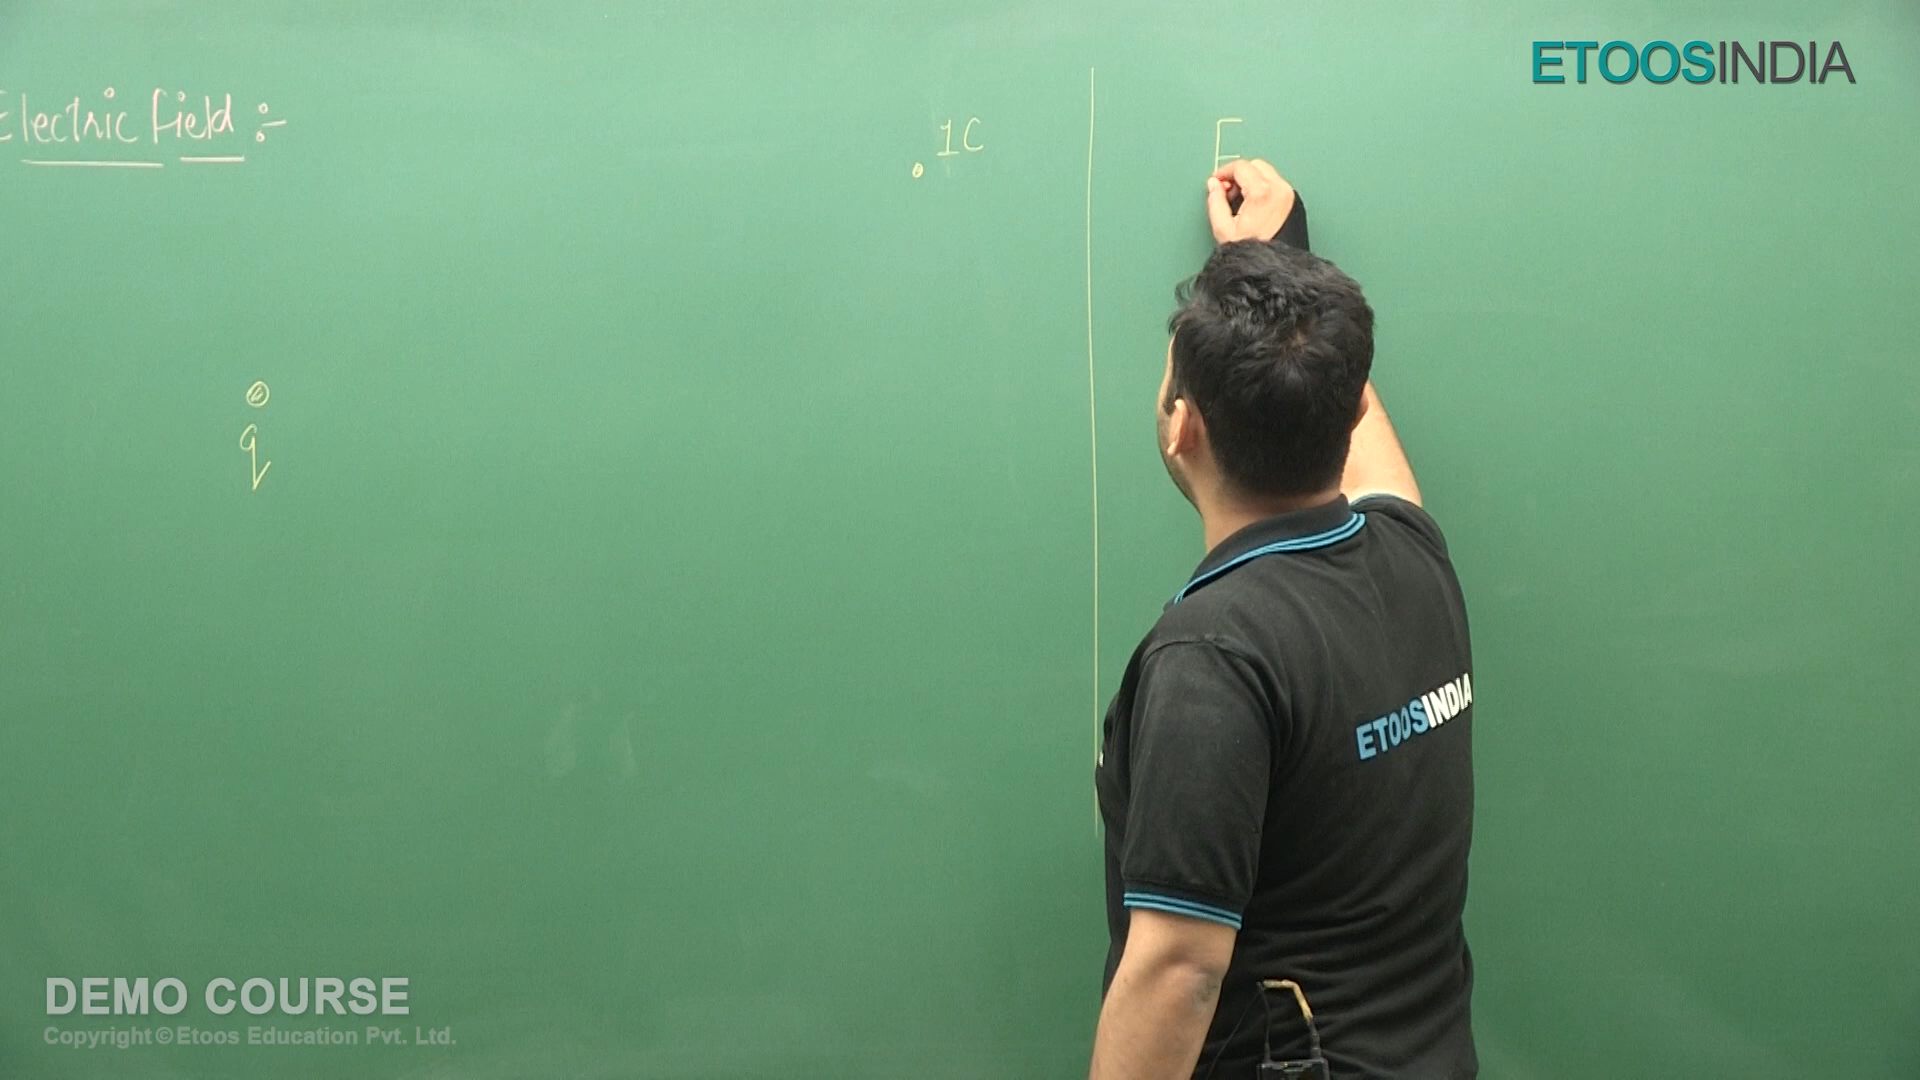 ETOOSINDIA
Electric field :-
1C
E
q
ETOOSINDIA
DEMO COURSE
Copyright©Etoos Education Pvt. Ltd.